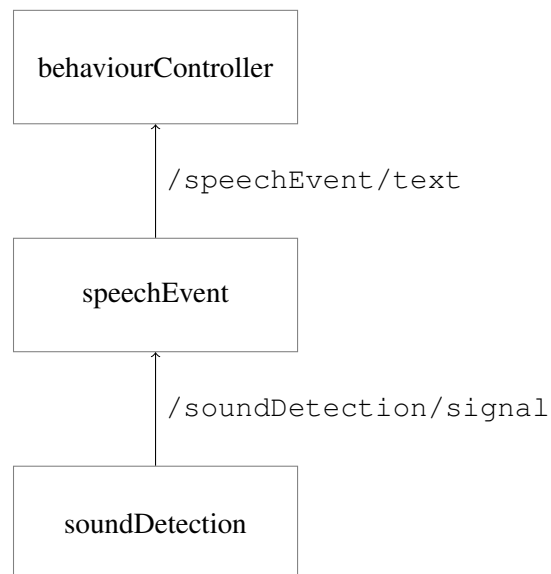 behaviourController
/speechEvent/text
speechEvent
/soundDetection/signal
soundDetection